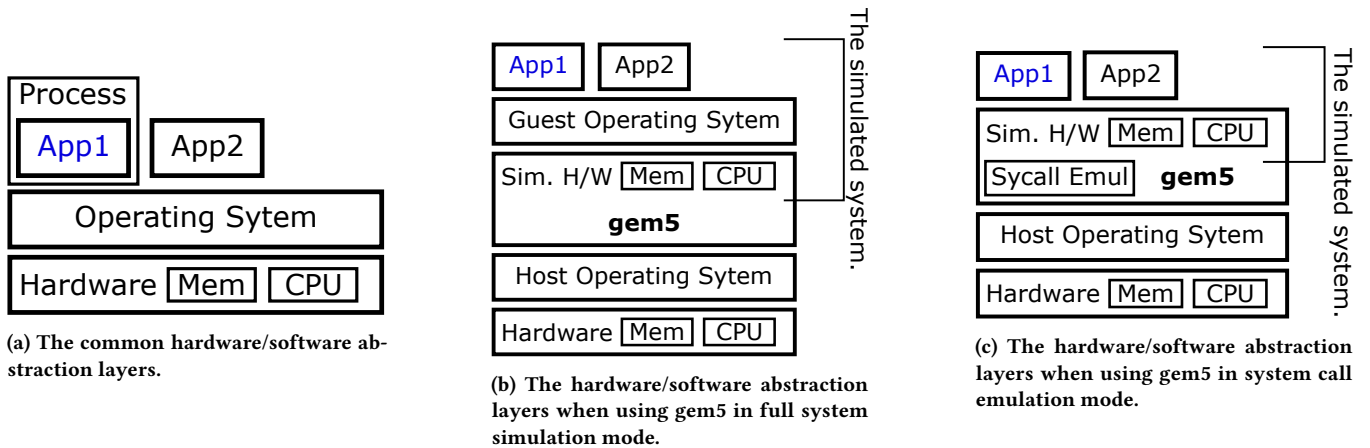 Process
App1 App2
Operating Sytem
Hardware Mem CPU
(a) The common hardware/software ab-
straction layers.
App1 App2
Guest Operating Sytem
Sim. H/W Mem CPU
gem5
Host Operating Sytem
Hardware Mem CPU
The simulated system.
(b) The hardware/software abstraction
layers when using gem5 in full system
simulation mode.
App1 App2
Sim. H/W Mem CPU
Sycall Emul gem5
Host Operating Sytem
Hardware Mem CPU
The simulated system.
(c) The hardware/software abstraction
layers when using gem5 in system call
emulation mode.